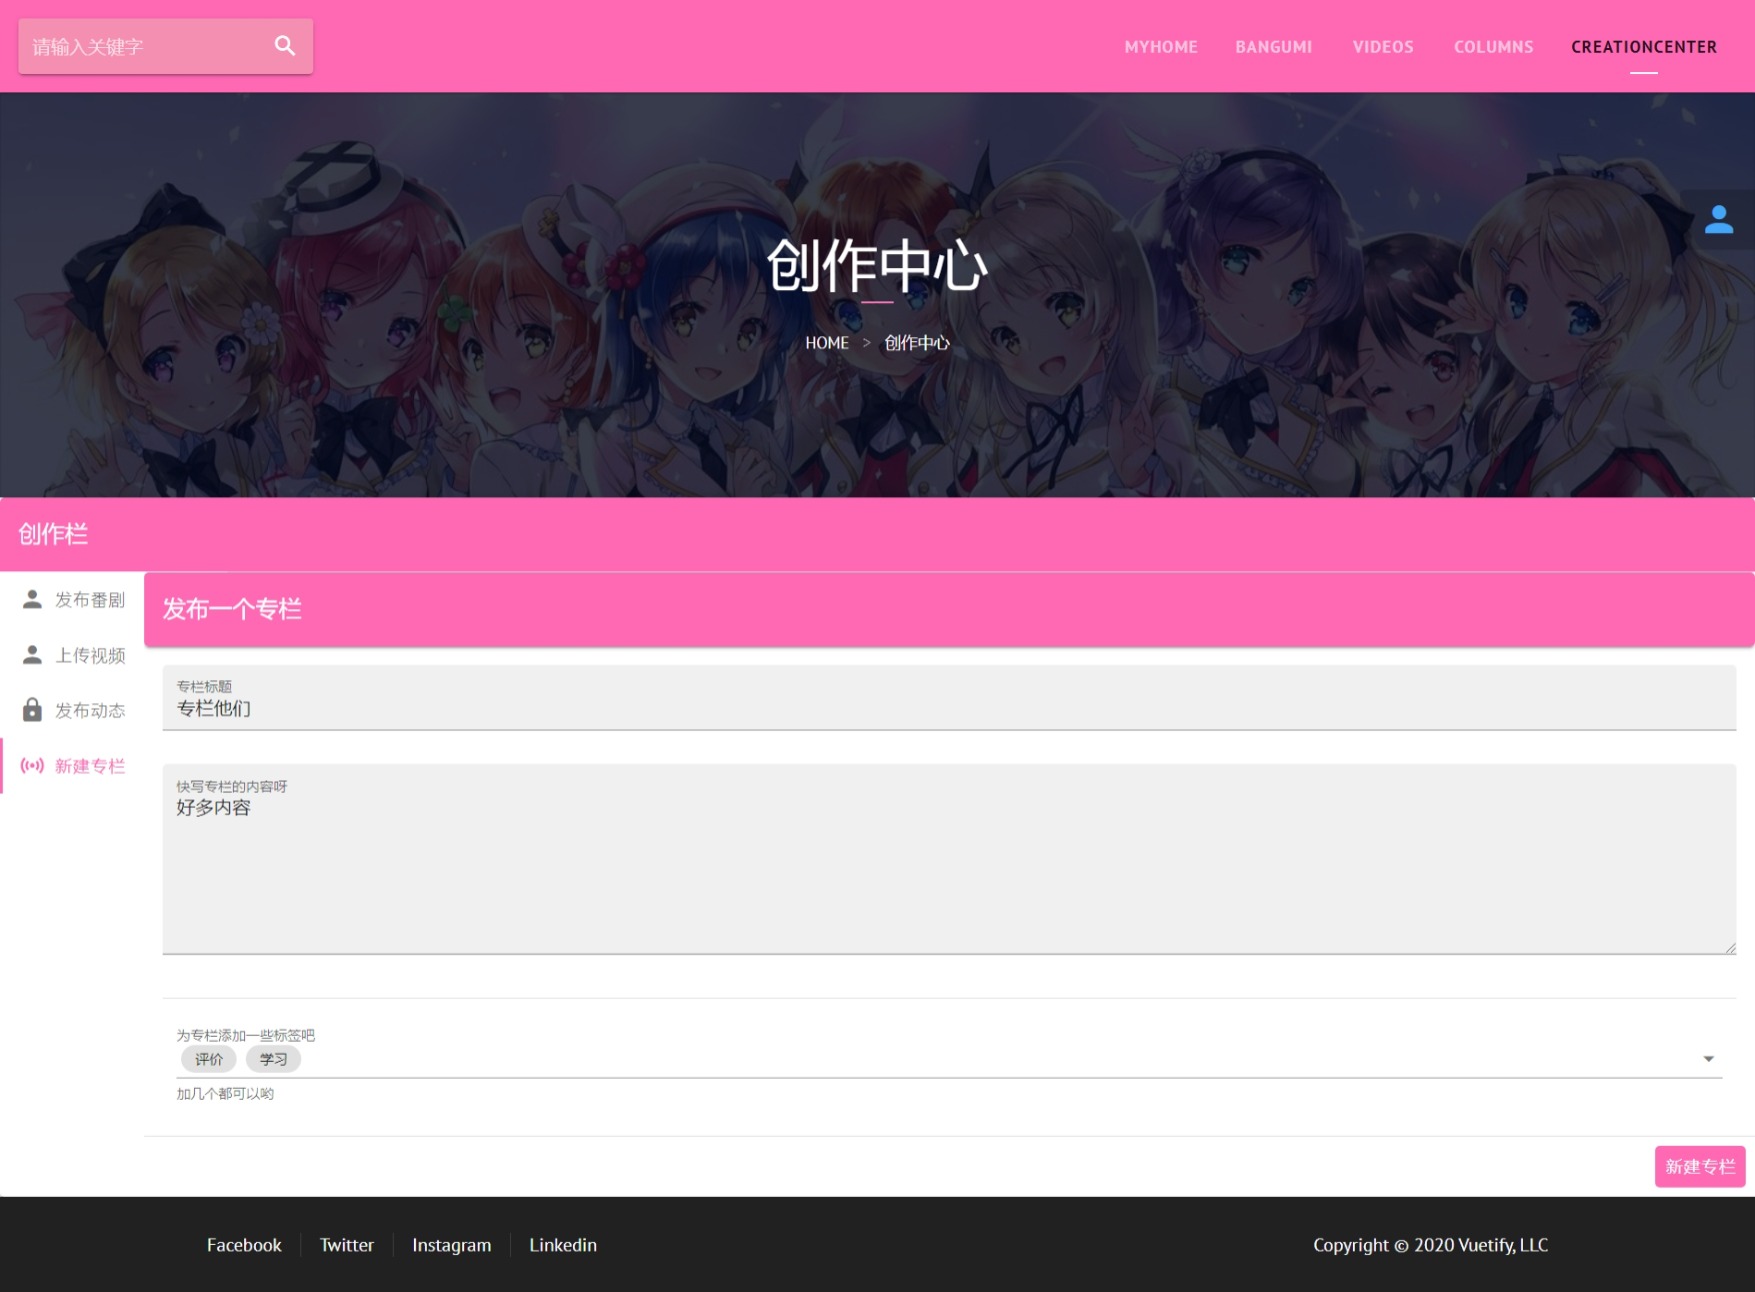 请输入关键字
MYHOME BANGUMI VIDEOS COLUMNS CREATIONCENTER
创作中心
HOME > 创作中心
创作栏
发布番剧
上传视频
发布动态
新建专栏
发布一个专栏
专栏标题
专栏他们
快写专栏的内容呀
好多内容
为专栏添加一些标签吧
评价 学习
加几个都可以哟
新建专栏
Facebook Twitter Instagram Linkedin Copyright © 2020 Vuetify, LLC